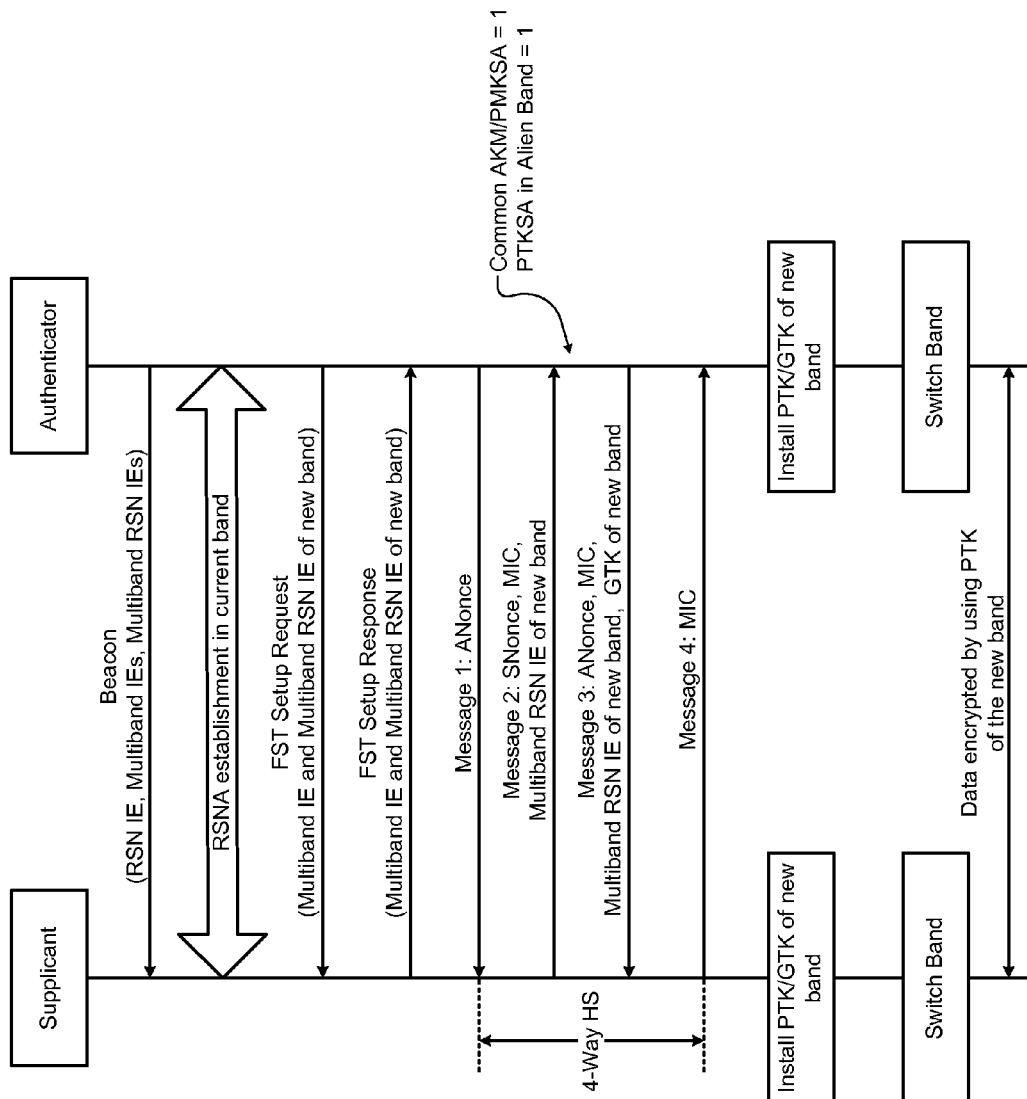 Supplicant
Authenticator
Beacon
(RSN IE, Multiband IEs, Multiband RSN IEs)
RSNA establishment in current band
FST Setup Request
(Multiband IE and Multiband RSN IE of new band)
FST Setup Response
(Multiband IE and Multiband RSN IE of new band)
Message 1: ANonce
Message 2: SNonce, MIC,
Multiband RSN IE of new band
Common AKM/PMKSA = 1
PTKSA in Alien Band = 1
4-Way HS
Message 3: ANonce, MIC,
Multiband RSN IE of new band, GTK of new band
Message 4: MIC
Install PTK/GTK of new
band
Install PTK/GTK of new
band
Switch Band
Switch Band
Data encrypted by using PTK
of the new band